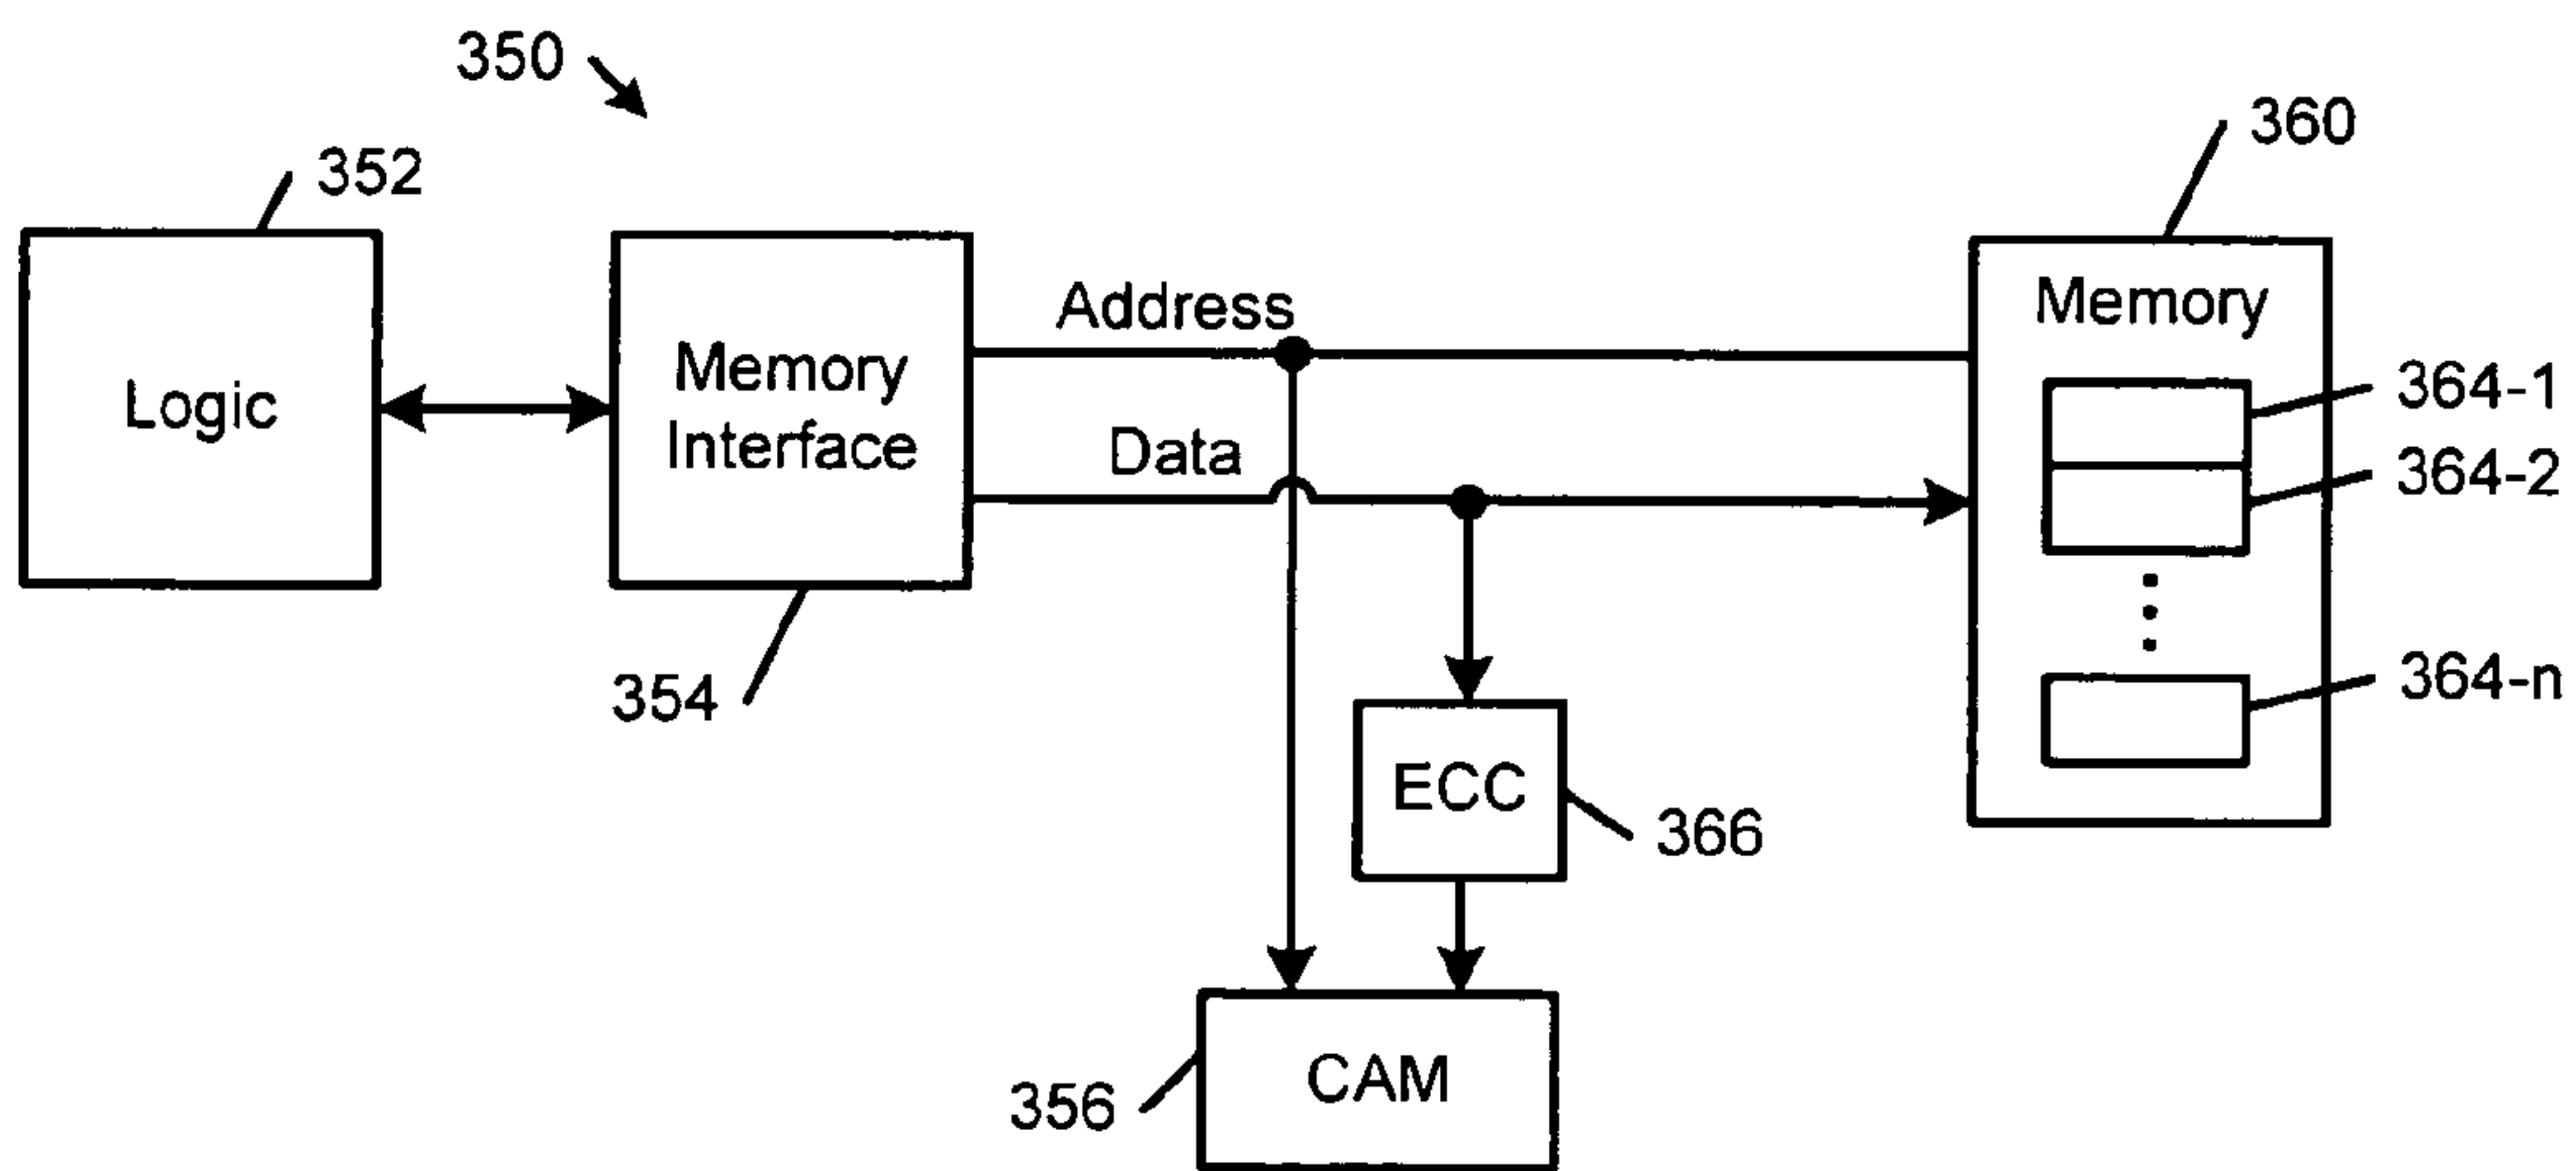 350
352
360
Logic
Memory
Interface
Address
Data
Memory
364-1
364-2
364-n
354
ECC
366
CAM
356